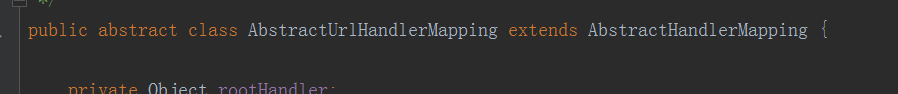 */
public abstract class AbstractUrlHandlerMapping extends AbstractHandlerMapping {
private Object rootHandler;